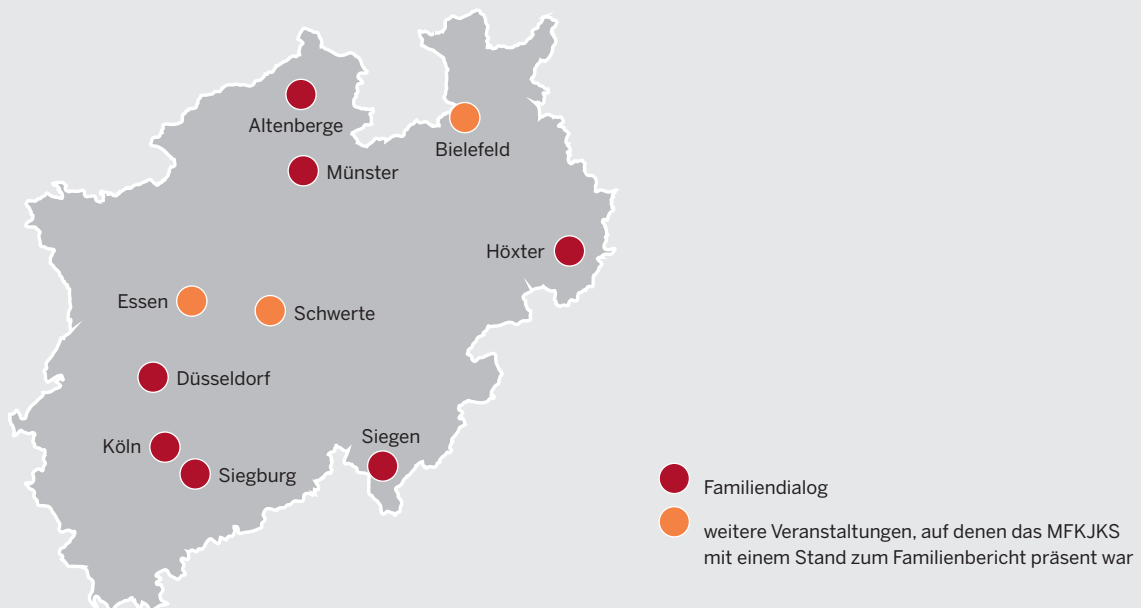 Altenberge
Bielefeld
Münster
Höxter
Essen
Schwerte
Düsseldorf
Siegen
Köln
Siegburg
Familiendialog
weitere Veranstaltungen, auf denen das MFKJKS
mit einem Stand zum Familienbericht präsent war